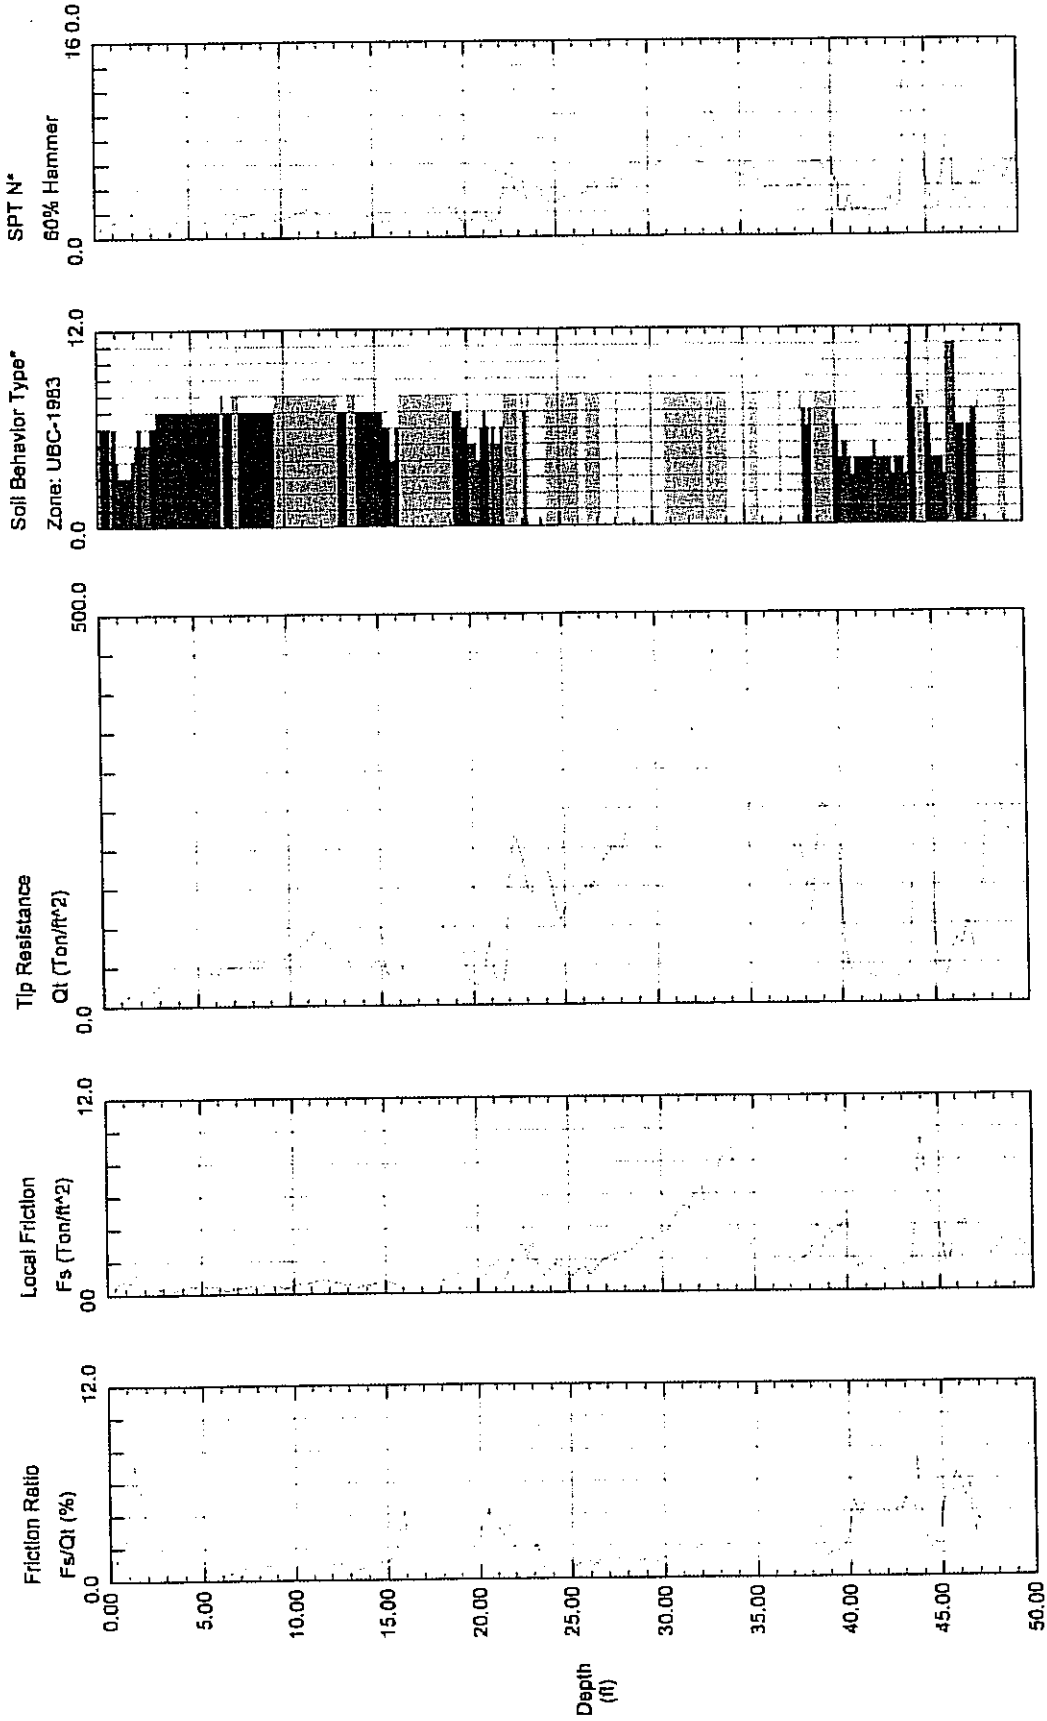 Friction Ratio
Fs/Qt (%)
0.0
12.0
Local Friction
Fs (Ton/ft^2)
00
12.0
Tip Resistance
Qt (Ton/ft^2)
0.0
500.0
Soil Behavior Type*
Zone: UBC-1983
0.0
12.0
SPT N*
60% Hammer
0.0
16 0.0
0.00
5.00
10.00
15.00
20.00
25.00
30.00
35.00
40.00
45.00
50.00
Depth
(ft)